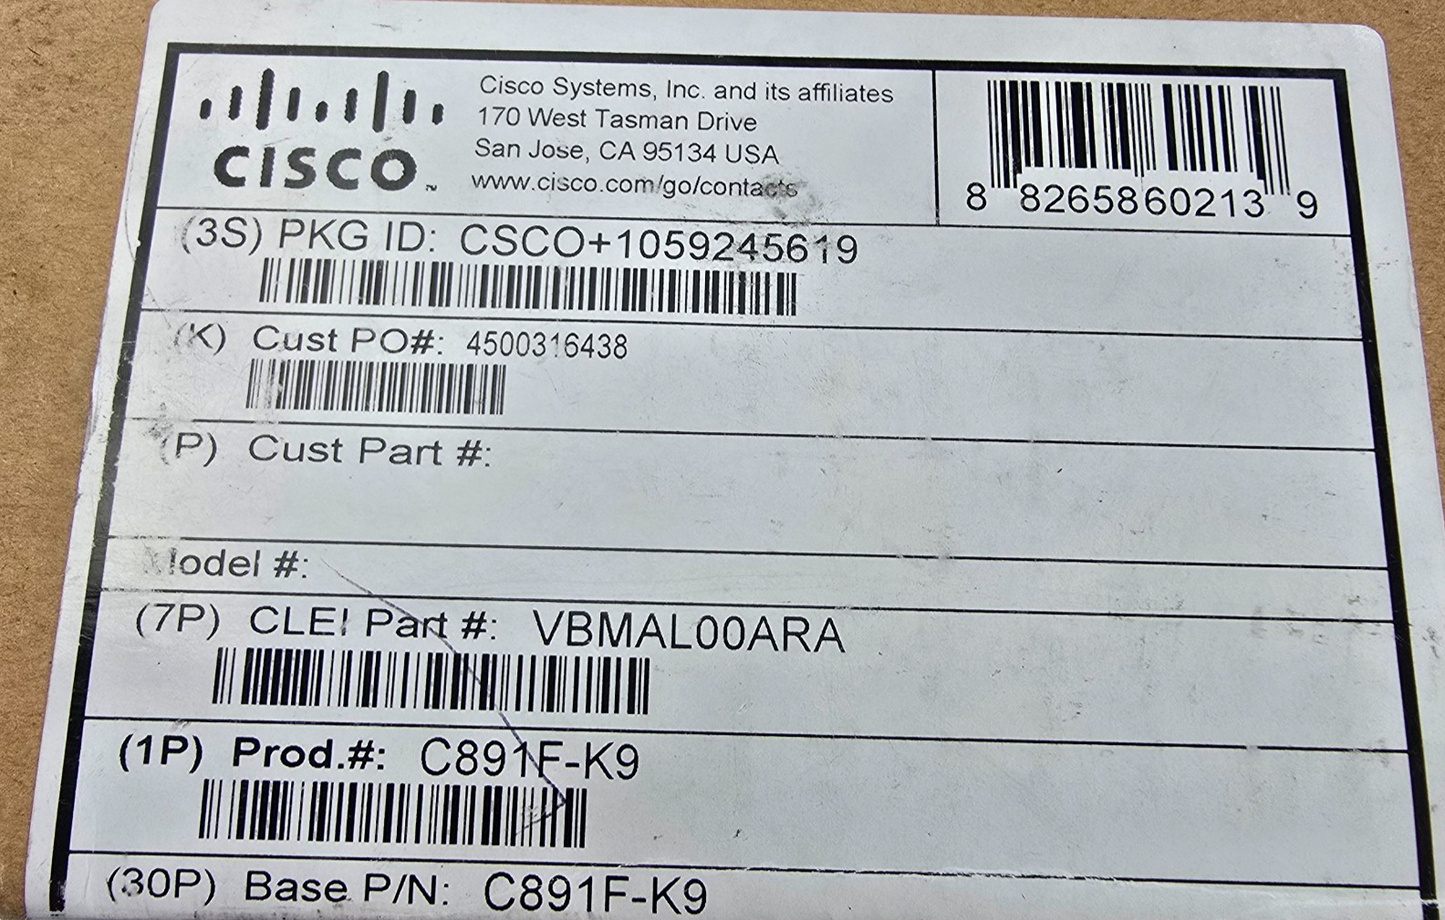 CISCO™
Cisco Systems, Inc. and its affiliates
170 West Tasman Drive
San Jose, CA 95134 USA
www.cisco.com/go/contacts
8 8265860213 9
(3S) PKG ID: CSCO+1059245619
(K) Cust PO#: 4500316438
(P) Cust Part #:
Model #:
(7P) CLEI Part #: VBMAL00ARA
(1P) Prod.#: C891F-K9
(30P) Base P/N: C891F-K9